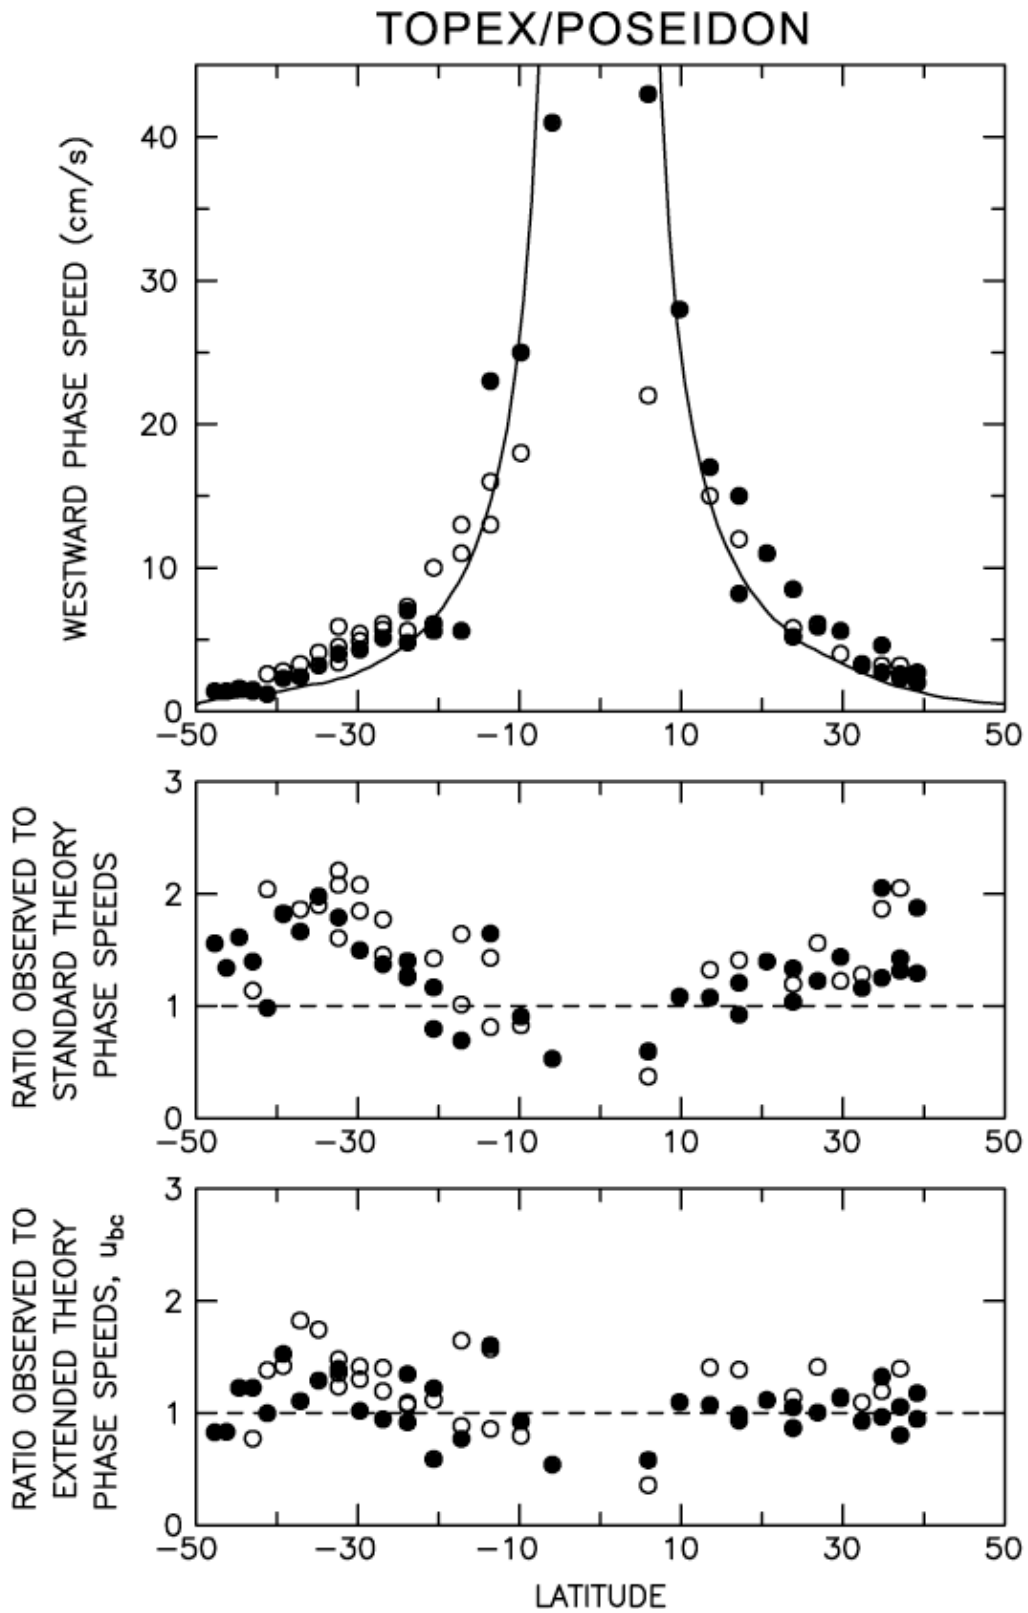 TOPEX/POSEIDON
WESTWARD PHASE SPEED (cm/s)
40
30
20
10
0
−50 −30 −10 10 30 50
RATIO OBSERVED TO
STANDARD THEORY
PHASE SPEEDS
3
2
1
0
−50 −30 −10 10 30 50
RATIO OBSERVED TO
EXTENDED THEORY
PHASE SPEEDS, u_bc
3
2
1
0
−50 −30 −10 10 30 50
LATITUDE